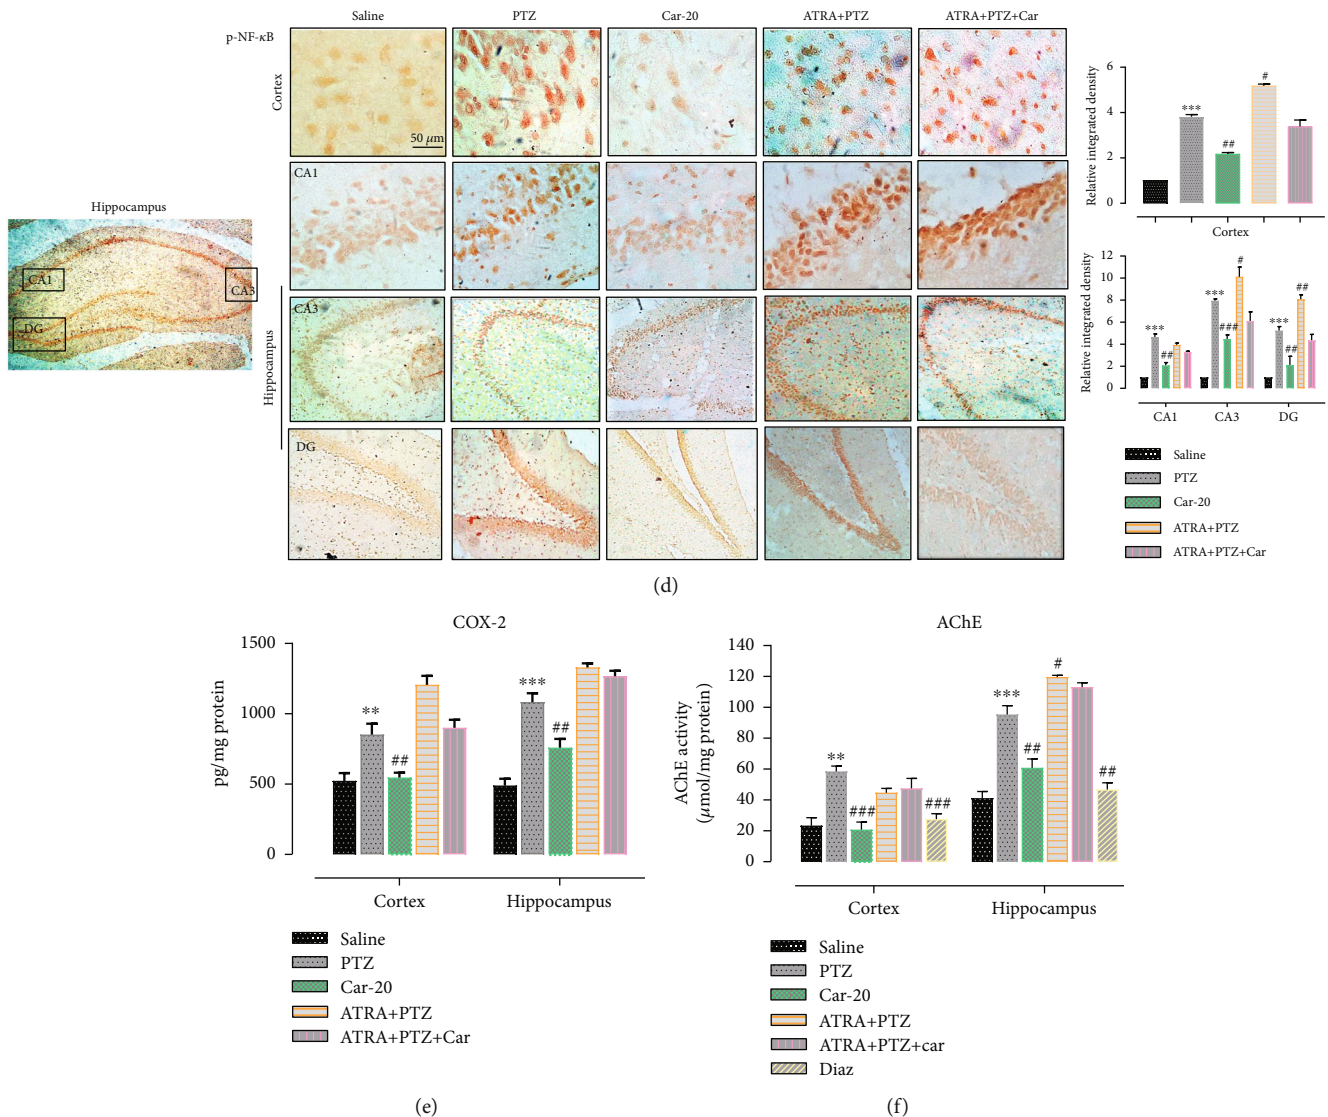 Saline PTZ Car-20 ATRA+PTZ ATRA+PTZ+Car
p-NF-κB
Cortex
50 μm
Hippocampus
CA1
CA3
DG
Hippocampus
CA1
CA3
DG
Relative integrated density
8
6
4
2
0
***
##
#
Cortex
Relative integrated density
12
10
8
6
4
2
0
***
##
***
###
#
***
##
##
CA1 CA3 DG
Saline
PTZ
Car-20
ATRA+PTZ
ATRA+PTZ+Car
(d)
COX-2
pg/mg protein
1500
1000
500
0
**
##
***
##
Cortex Hippocampus
Saline
PTZ
Car-20
ATRA+PTZ
ATRA+PTZ+Car
(e)
AChE
AChE activity
(μmol/mg protein)
140
120
100
80
60
40
20
0
**
###
###
***
##
#
##
Cortex Hippocampus
Saline
PTZ
Car-20
ATRA+PTZ
ATRA+PTZ+car
Diaz
(f)